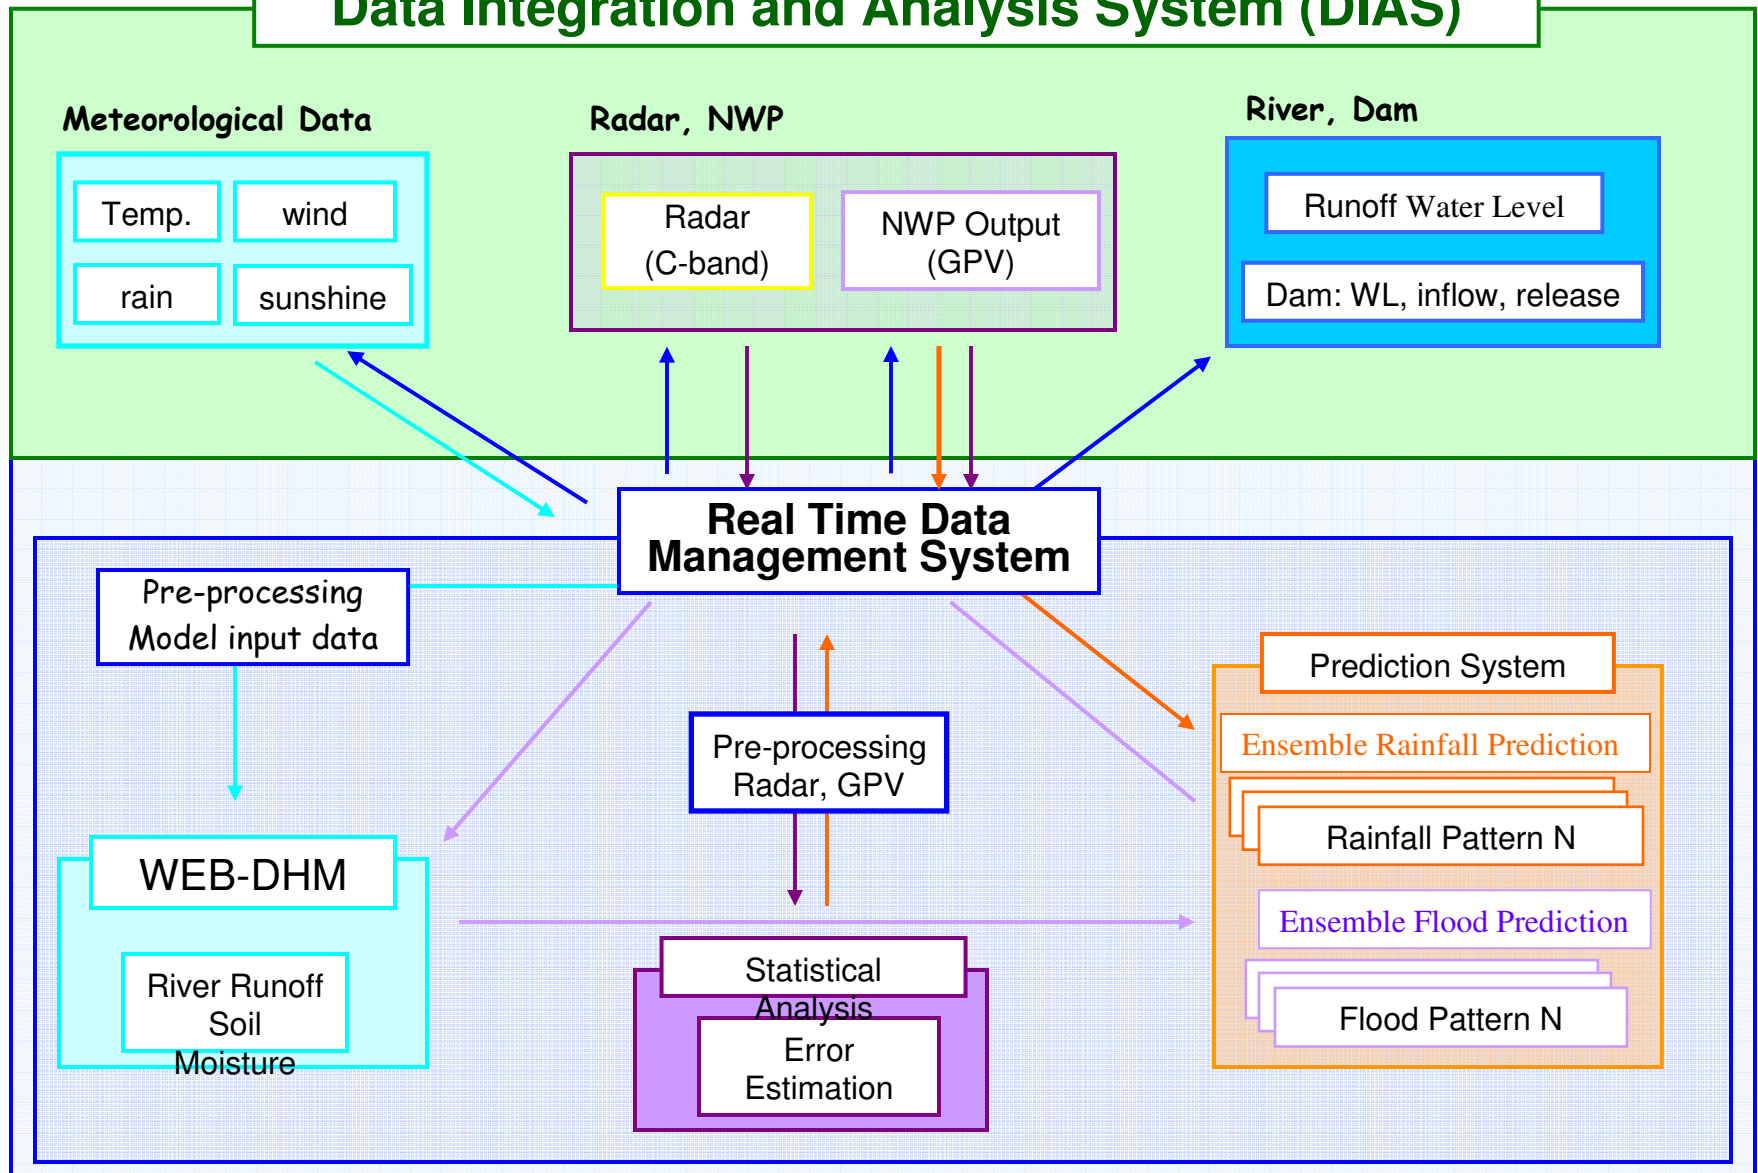 Data Integration and Analysis System (DIAS)
Meteorological Data
Radar, NWP
River, Dam
Temp.
wind
rain
sunshine
Radar
(C-band)
NWP Output
(GPV)
Runoff Water Level
Dam: WL, inflow, release
Real Time Data
Management System
Pre-processing
Model input data
Pre-processing
Radar, GPV
Prediction System
Ensemble Rainfall Prediction
Rainfall Pattern N
Ensemble Flood Prediction
Flood Pattern N
WEB-DHM
River Runoff
Soil
Moisture
Statistical
Analysis
Error
Estimation